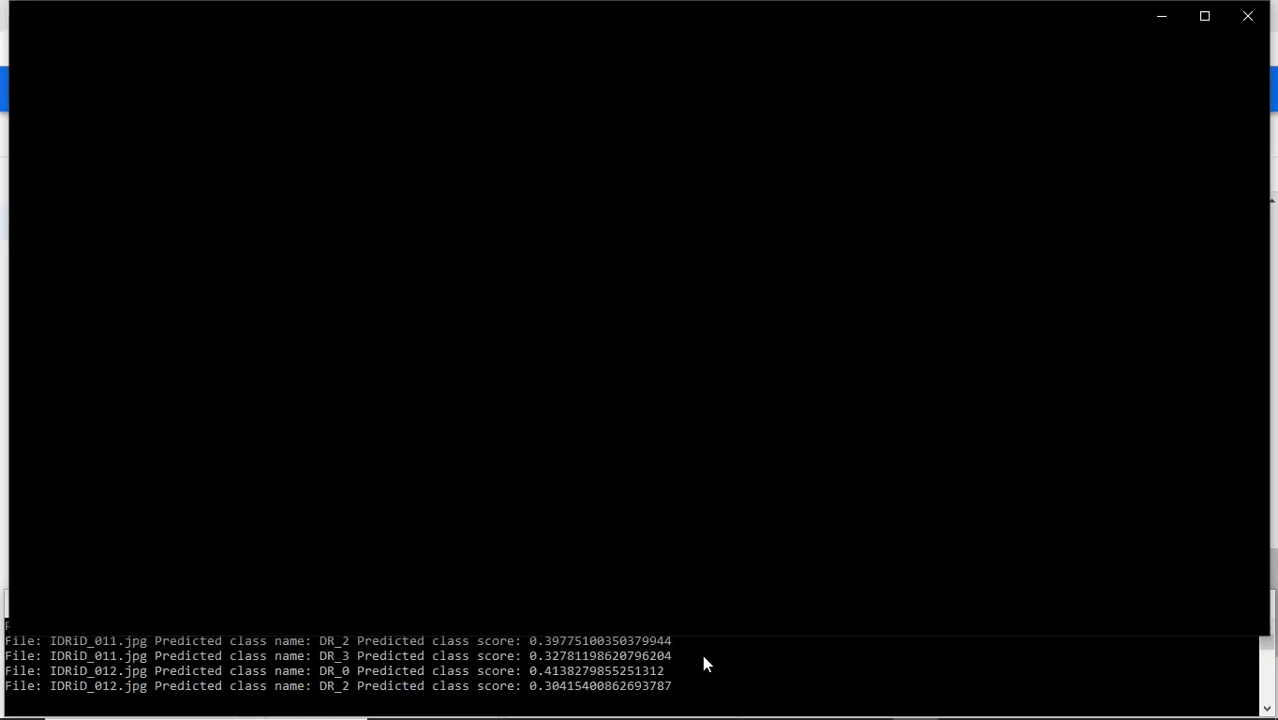 File: IDRiD_011.jpg Predicted class name: DR_2 Predicted class score: 0.39775100350379944
File: IDRiD_011.jpg Predicted class name: DR_3 Predicted class score: 0.32781198620796204
File: IDRiD_012.jpg Predicted class name: DR_0 Predicted class score: 0.4138279855251312
File: IDRiD_012.jpg Predicted class name: DR_2 Predicted class score: 0.30415400862693787